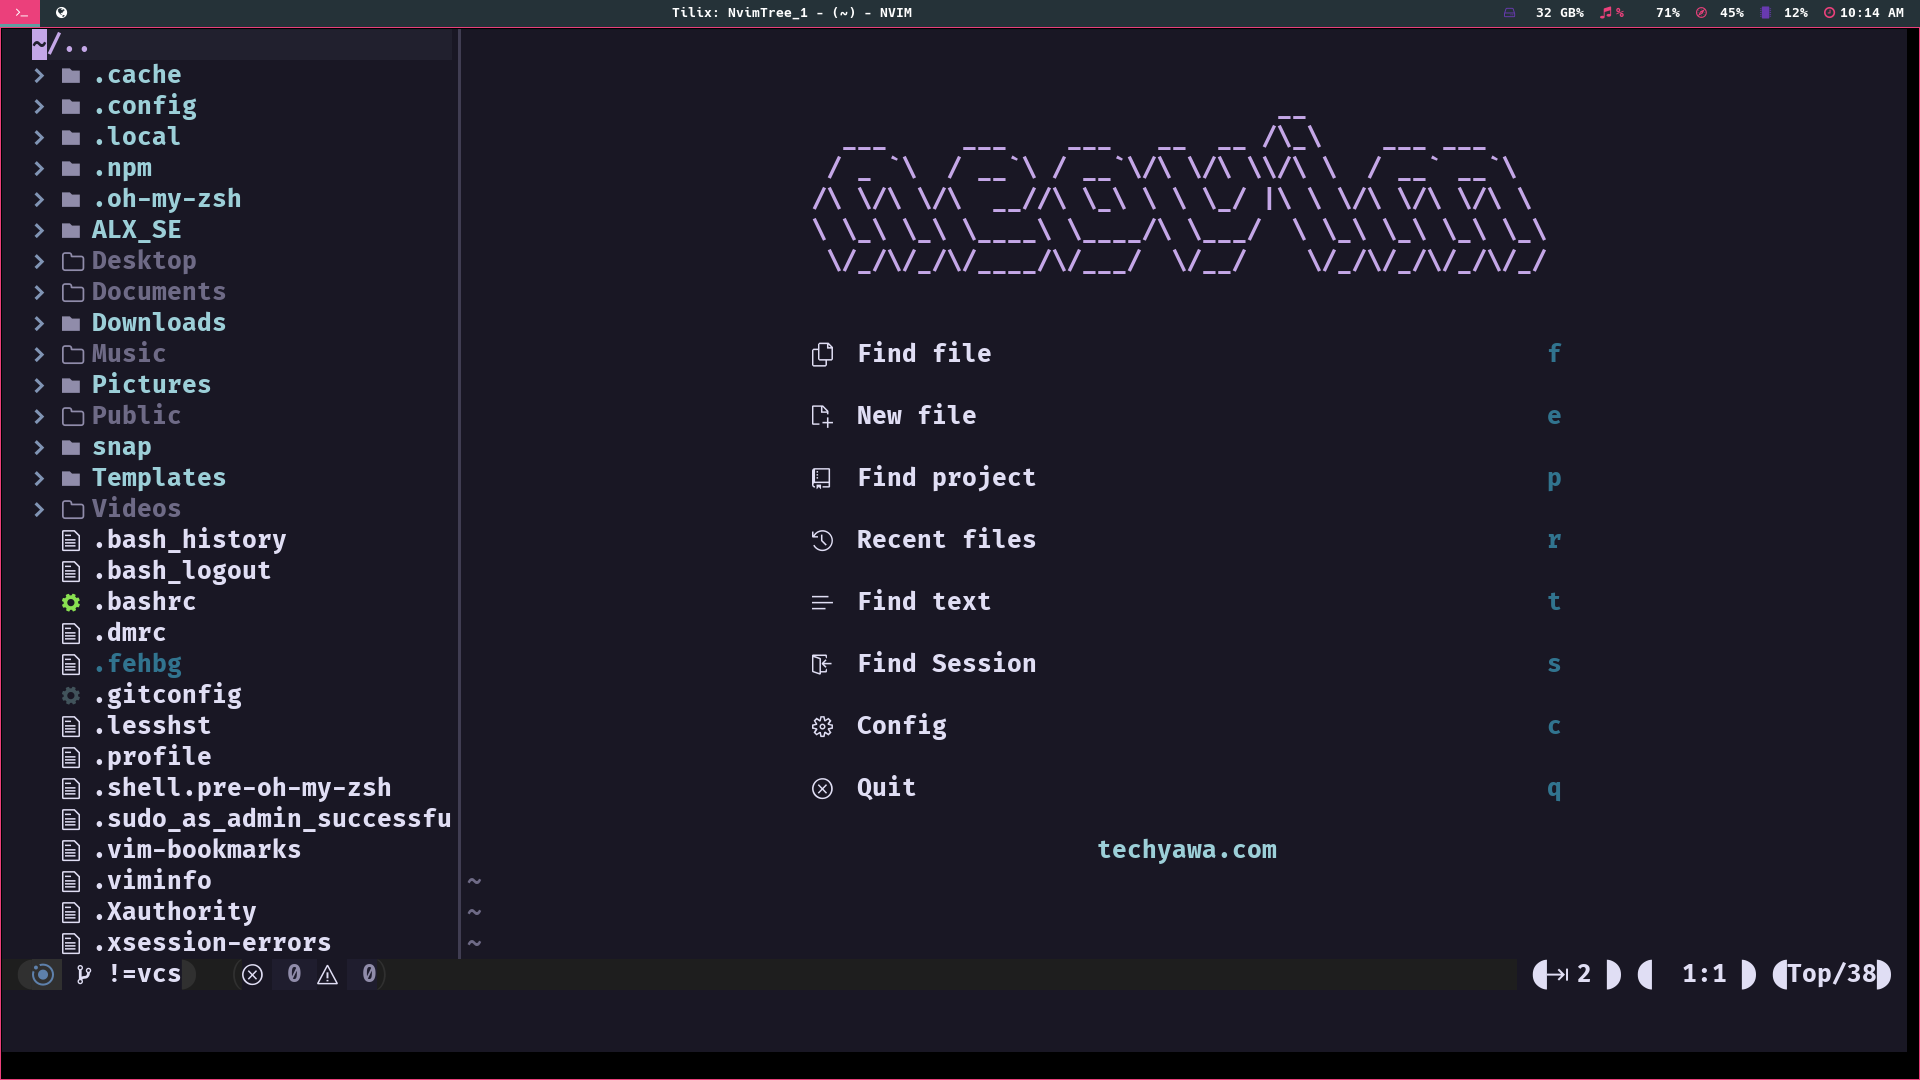 Tilix: NvimTree_1 - (~) - NVIM
32 GB% % 71% 45% 12% 10:14 AM
~/..
.cache
.config
.local
.npm
.oh-my-zsh
ALX_SE
Desktop
Documents
Downloads
Music
Pictures
Public
snap
Templates
Videos
.bash_history
.bash_logout
.bashrc
.dmrc
.fehbg
.gitconfig
.lesshst
.profile
.shell.pre-oh-my-zsh
.sudo_as_admin_successfu
.vim-bookmarks
.viminfo
.Xauthority
.xsession-errors
neovim
Find file f
New file e
Find project p
Recent files r
Find text t
Find Session s
Config c
Quit q
techyawa.com
~
~
~
!=vcs 0 0 2 1:1 Top/38